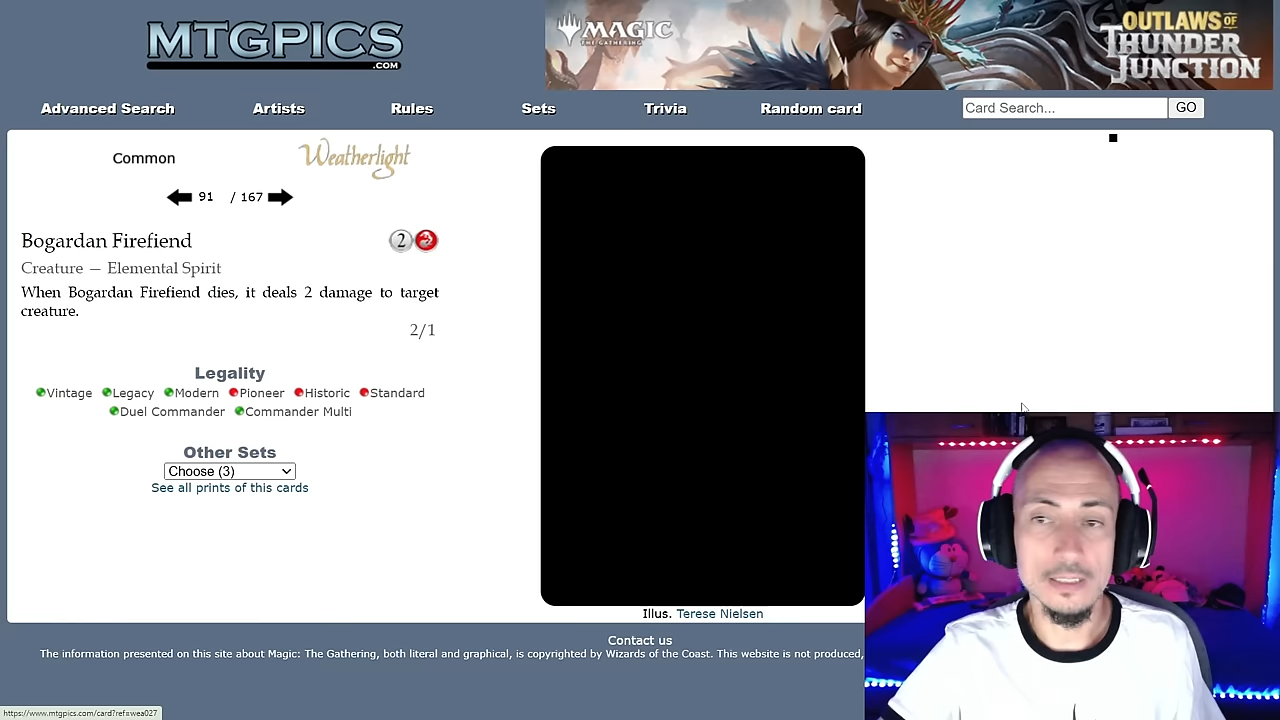 MTGPICS
.COM
MAGIC
THE GATHERING
OUTLAWS OF
THUNDER
JUNCTION
Advanced Search
Artists
Rules
Sets
Trivia
Random card
Card Search...
GO
Common
Weatherlight
91 / 167
Bogardan Firefiend
2
Creature — Elemental Spirit
When Bogardan Firefiend dies, it deals 2 damage to target
creature.
2/1
Legality
Vintage Legacy Modern Pioneer Historic Standard
Duel Commander Commander Multi
Other Sets
Choose (3)
See all prints of this cards
Illus. Terese Nielsen
Contact us
The information presented on this site about Magic: The Gathering, both literal and graphical, is copyrighted by Wizards of the Coast. This website is not produced,
https://www.mtgpics.com/card?ref=wea027